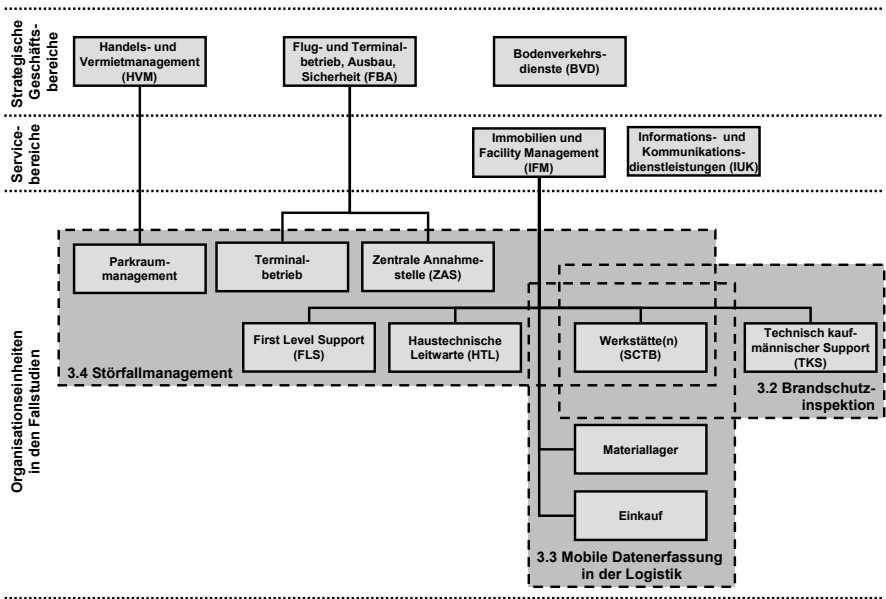 Strategische
Geschäfts-
bereiche
Handels- und
Vermietmanagement
(HVM)
Flug- und Terminal-
betrieb, Ausbau,
Sicherheit (FBA)
Bodenverkehrs-
dienste (BVD)
Service-
bereiche
Immobilien und
Facility Management
(IFM)
Informations- und
Kommunikations-
dienstleistungen (IUK)
Organisationseinheiten
in den Fallstudien
Parkraum-
management
Terminal-
betrieb
Zentrale Annahme-
stelle (ZAS)
First Level Support
(FLS)
Haustechnische
Leitwarte (HTL)
Werkstätte(n)
(SCTB)
Technisch kauf-
männischer Support
(TKS)
3.4 Störfallmanagement
3.2 Brandschutz-
inspektion
Materiallager
Einkauf
3.3 Mobile Datenerfassung
in der Logistik